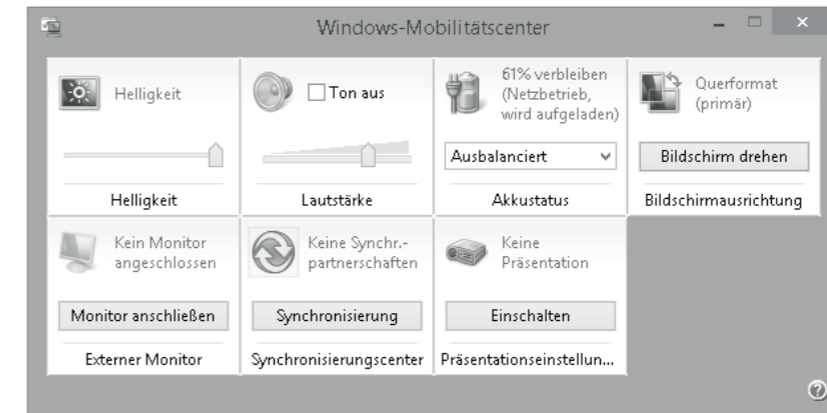 Windows-Mobilitätscenter
Helligkeit
Helligkeit
Ton aus
Lautstärke
61% verbleiben
(Netzbetrieb,
wird aufgeladen)
Ausbalanciert
Akkustatus
Querformat
(primär)
Bildschirm drehen
Bildschirmausrichtung
Kein Monitor
angeschlossen
Monitor anschließen
Externer Monitor
Keine Synchr.-
partnerschaften
Synchronisierung
Synchronisierungscenter
Keine
Präsentation
Einschalten
Präsentationseinstellun...